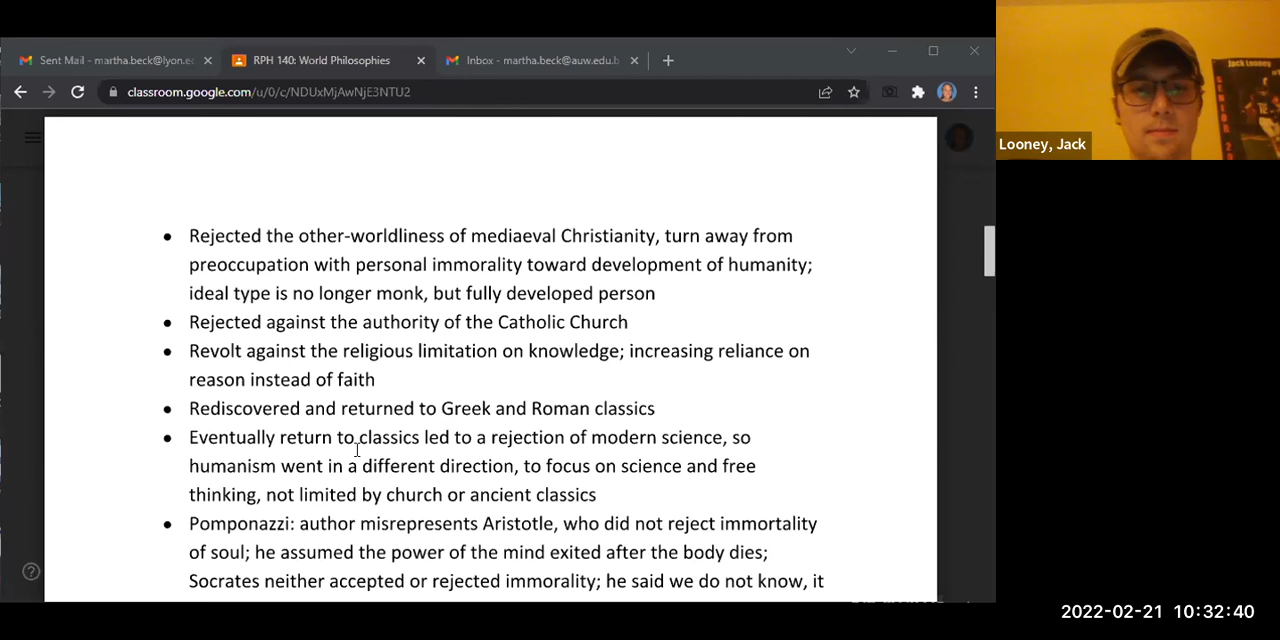 Sent Mail - martha.beck@lyon.e
RPH 140: World Philosophies
Inbox - martha.beck@auw.edu.b
classroom.google.com/u/0/c/NDUxMjAwNjE3NTU2
Jack Looney
SENIOR 2
Looney, Jack
• Rejected the other-worldliness of mediaeval Christianity, turn away from
preoccupation with personal immorality toward development of humanity;
ideal type is no longer monk, but fully developed person
• Rejected against the authority of the Catholic Church
• Revolt against the religious limitation on knowledge; increasing reliance on
reason instead of faith
• Rediscovered and returned to Greek and Roman classics
• Eventually return to classics led to a rejection of modern science, so
humanism went in a different direction, to focus on science and free
thinking, not limited by church or ancient classics
• Pomponazzi: author misrepresents Aristotle, who did not reject immortality
of soul; he assumed the power of the mind exited after the body dies;
Socrates neither accepted or rejected immorality; he said we do not know, it
2022-02-21 10:32:40